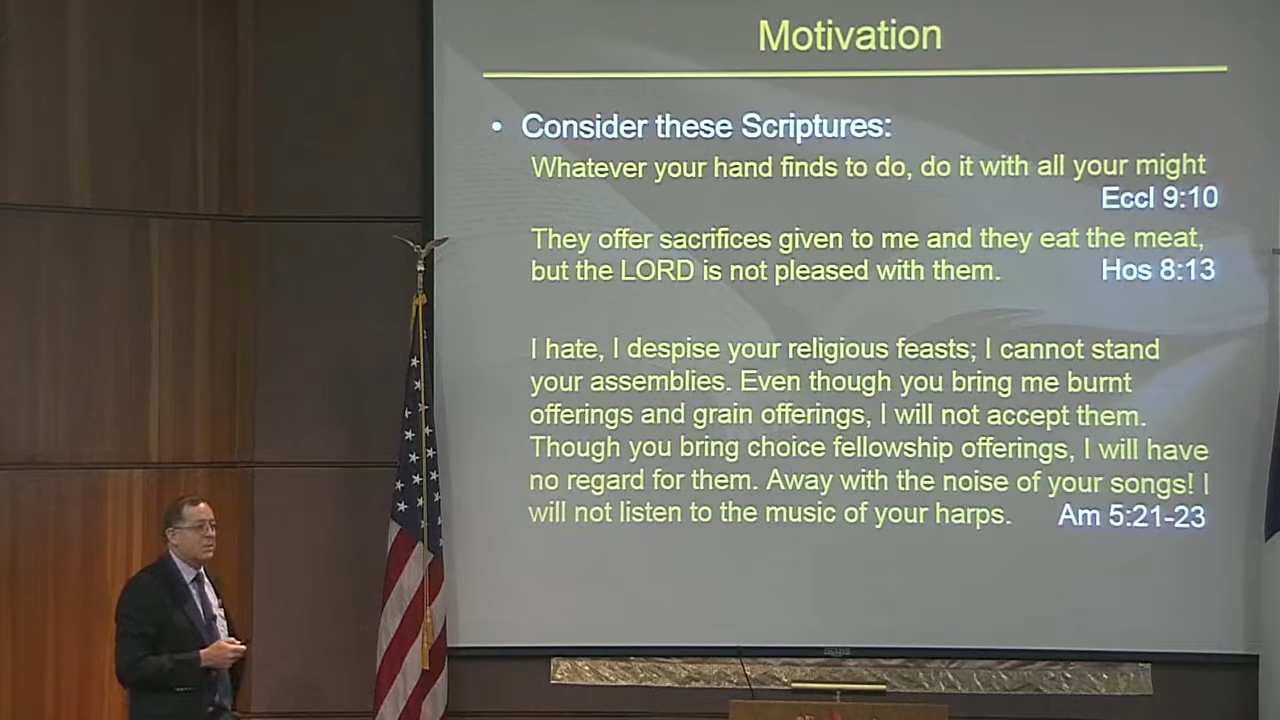 Motivation
• Consider these Scriptures:
Whatever your hand finds to do, do it with all your might
Eccl 9:10
They offer sacrifices given to me and they eat the meat,
but the LORD is not pleased with them. Hos 8:13
I hate, I despise your religious feasts; I cannot stand
your assemblies. Even though you bring me burnt
offerings and grain offerings, I will not accept them.
Though you bring choice fellowship offerings, I will have
no regard for them. Away with the noise of your songs! I
will not listen to the music of your harps. Am 5:21-23